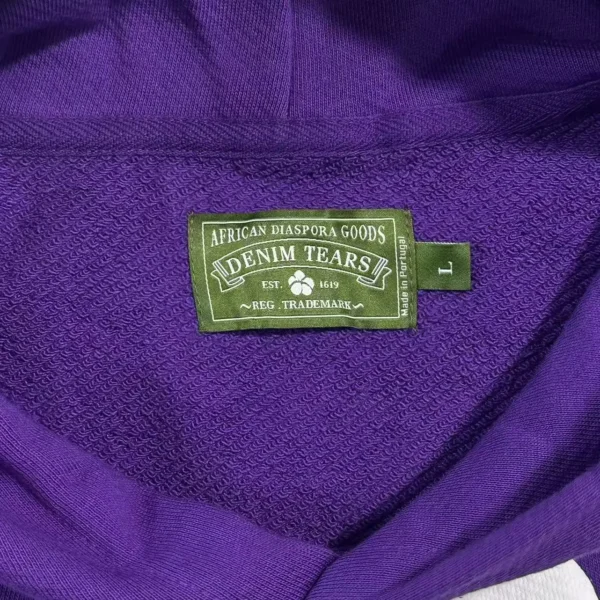 AFRICAN DIASPORA GOODS
DENIM TEARS
EST. 1619
~REG. TRADEMARK~
Made in Portugal
L